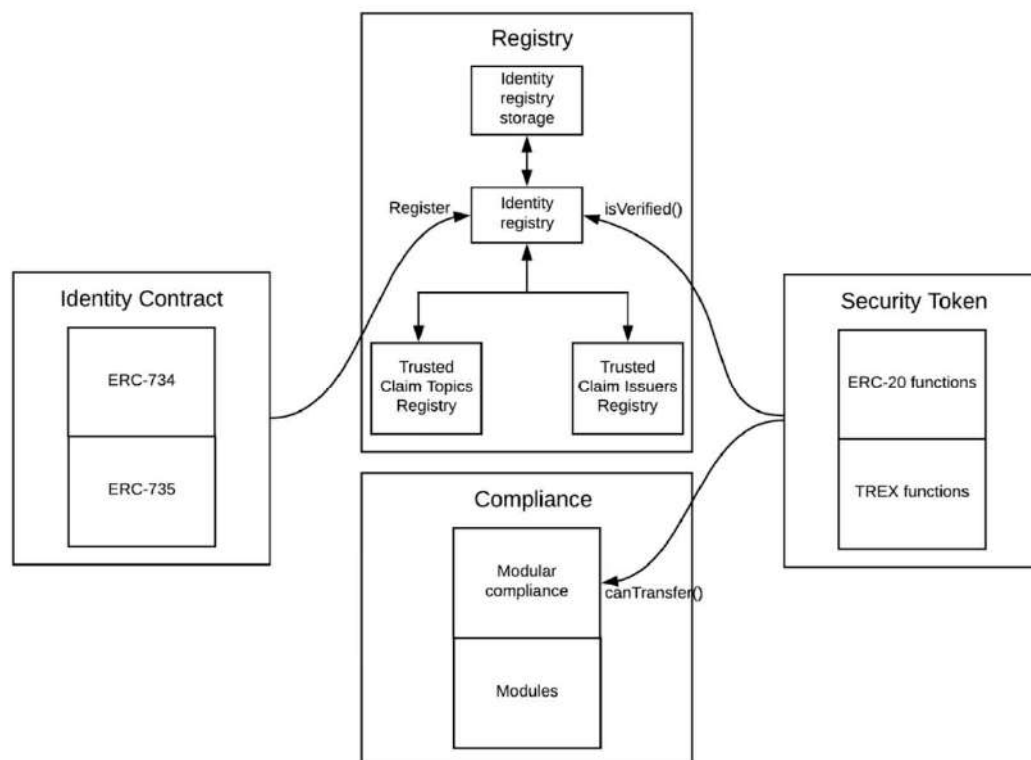 Registry
Identity
registry
storage
Register
Identity
registry
isVerified()
Identity Contract
ERC-734
ERC-735
Trusted
Claim Topics
Registry
Trusted
Claim Issuers
Registry
Security Token
ERC-20 functions
TREX functions
Compliance
Modular
compliance
canTransfer()
Modules